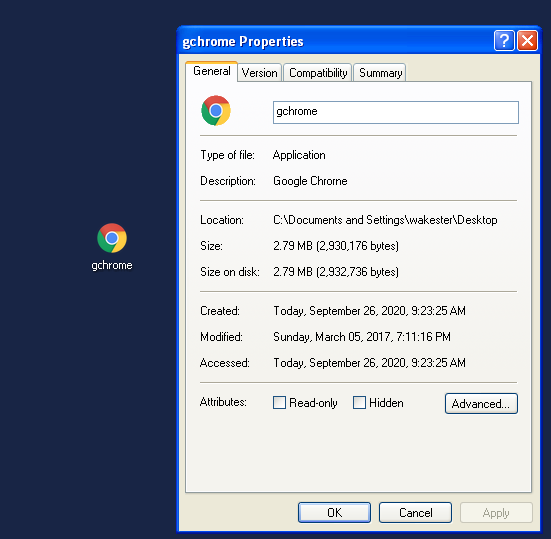 gchrome Properties
General Version Compatibility Summary
gchrome
Type of file: Application
Description: Google Chrorne
Location: C:\Documents and Settings\wakester\Desktop
Size: 2.79 MB (2,930,176 bytes)
Size on disk: 2.79 MB (2,932,736 bytes)
Created: Today, September 26, 2020, 9:23:25 AM
Modified: Sunday, March 05, 2017, 7:11:16 PM
Accessed: Today, September 26, 2020, 9:23:25 AM
Attributes: Read-only Hidden Advanced...
OK Cancel Apply
gchrome